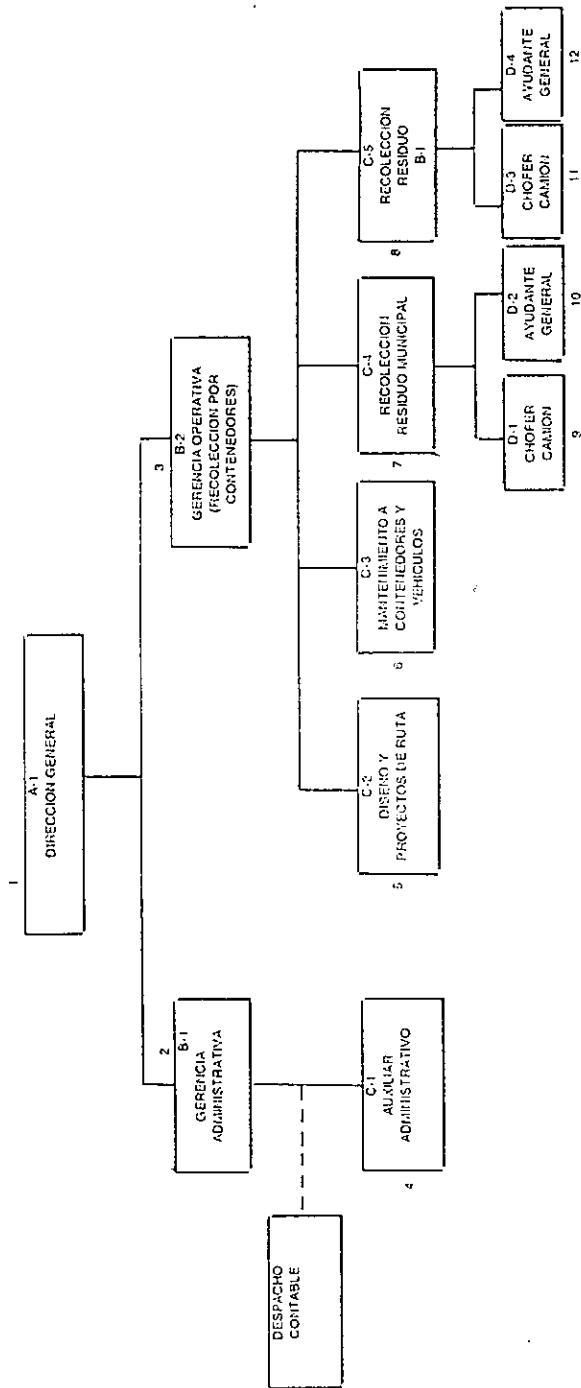 1
A-1
DIRECCION GENERAL
2
B-1
GERENCIA
ADMINISTRATIVA
3
B-2
GERENCIA OPERATIVA
(RECOLECCION POR
CONTENEDORES)
DESPACHO
CONTABLE
4
C-1
AUXILIAR
ADMINISTRATIVO
5
C-2
DISEÑO Y
PROYECTOS DE RUTA
6
C-3
MANTENIMIENTO A
CONTENEDORES Y
VEHICULOS
7
C-4
RECOLECCION
RESIDUO MUNICIPAL
8
C-5
RECOLECCION
RESIDUO
B-I
D-1
CHOFER
CAMION
9
D-2
AYUDANTE
GENERAL
10
D-3
CHOFER
CAMION
11
D-4
AYUDANTE
GENERAL
12